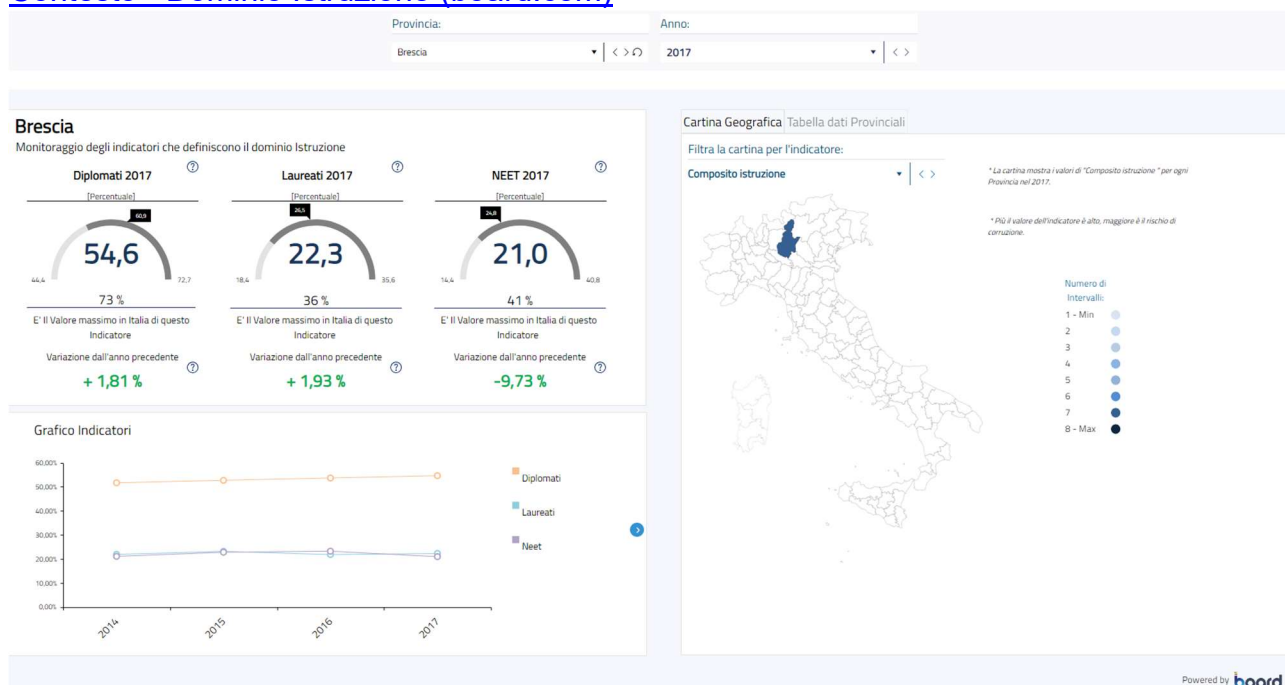 Contesto - Dominio Istruzione (board.com)
Provincia:
Anno:
Brescia
2017
Brescia
Monitoraggio degli indicatori che definiscono il dominio Istruzione
Diplomati 2017
[Percentuale]
60,9
54,6
44,4
72,7
73 %
E' Il Valore massimo in Italia di questo
Indicatore
Variazione dall'anno precedente
+ 1,81 %
Laureati 2017
[Percentuale]
26,5
22,3
18,4
35,6
36 %
E' Il Valore massimo in Italia di questo
Indicatore
Variazione dall'anno precedente
+ 1,93 %
NEET 2017
[Percentuale]
24,8
21,0
14,4
40,8
41 %
E' Il Valore massimo in Italia di questo
Indicatore
Variazione dall'anno precedente
-9,73 %
Grafico Indicatori
60,00%
50,00%
40,00%
30,00%
20,00%
10,00%
0,00%
2014
2015
2016
2017
Diplomati
Laureati
Neet
Cartina Geografica Tabella dati Provinciali
Filtra la cartina per l'indicatore:
Composito istruzione
* La cartina mostra i valori di "Composito istruzione " per ogni
Provincia nel 2017.
* Più il valore dell'indicatore è alto, maggiore è il rischio di
corruzione.
Numero di
Intervalli:
1 - Min
2
3
4
5
6
7
8 - Max
Powered by board